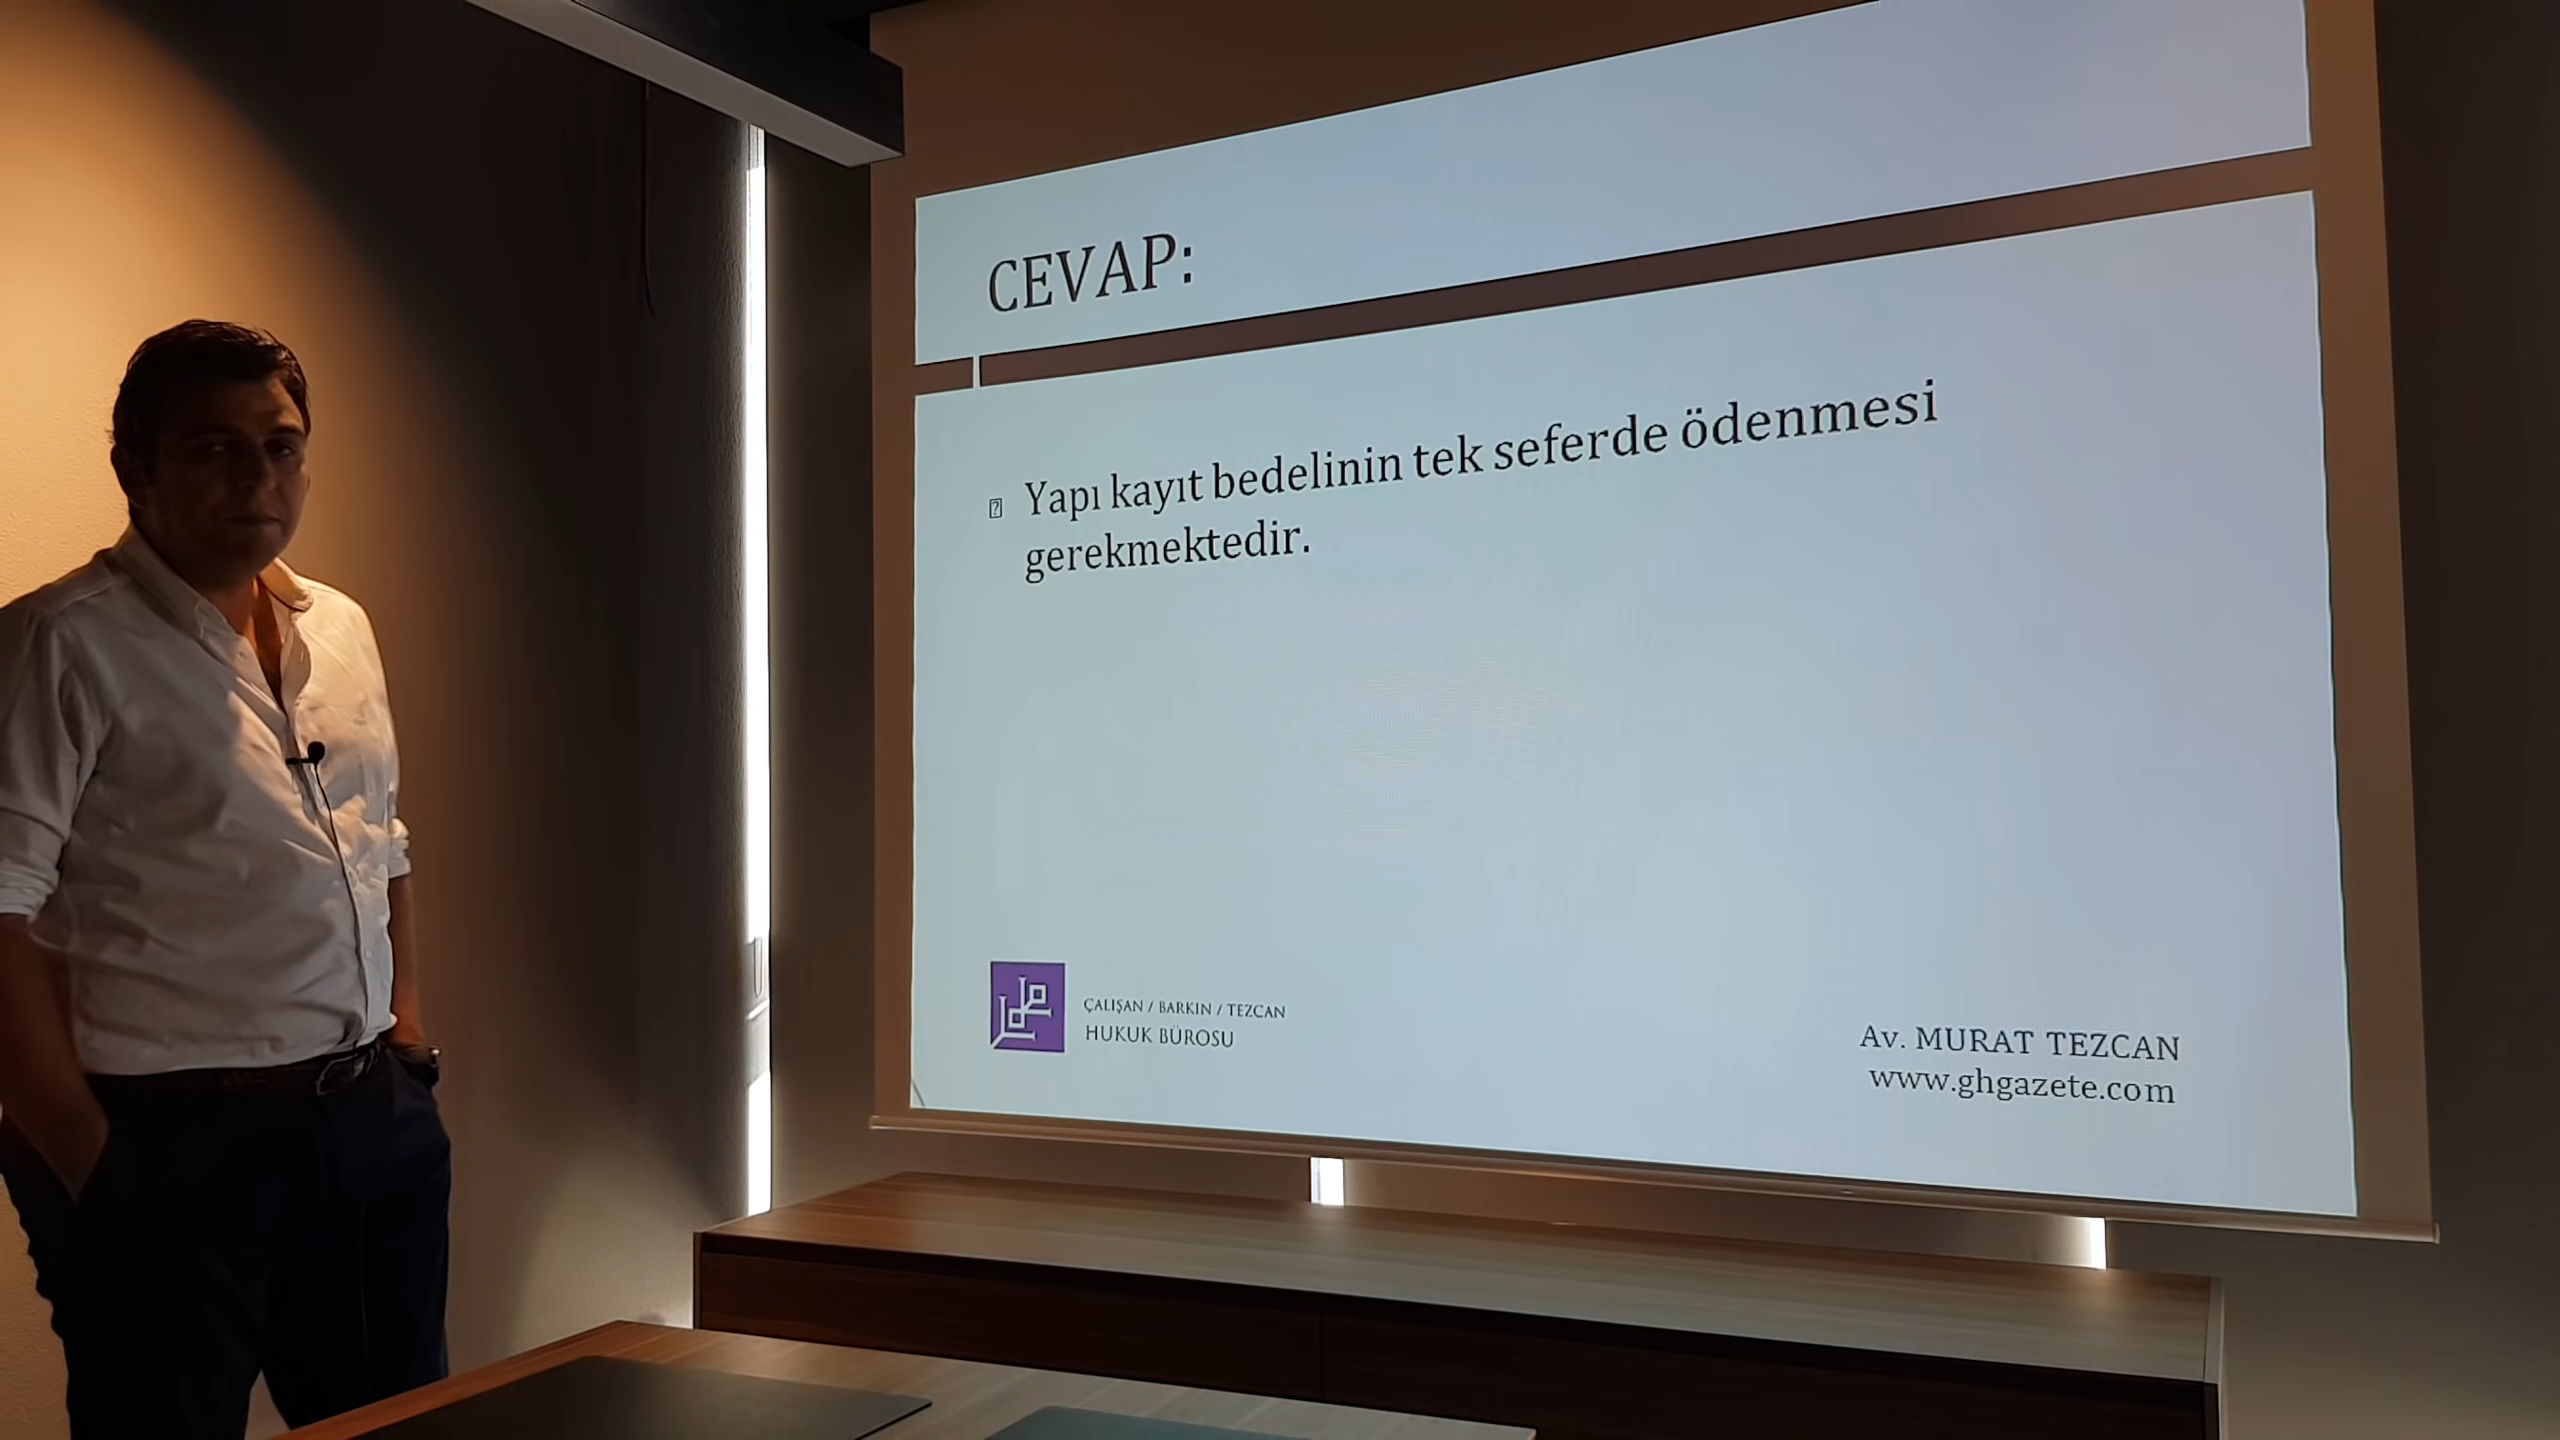 CEVAP:
Yapı kayıt bedelinin tek seferde ödenmesi
gerekmektedir.
ÇALIŞAN / BARKIN / TEZCAN
HUKUK BÜROSU
Av. MURAT TEZCAN
www.ghgazete.com